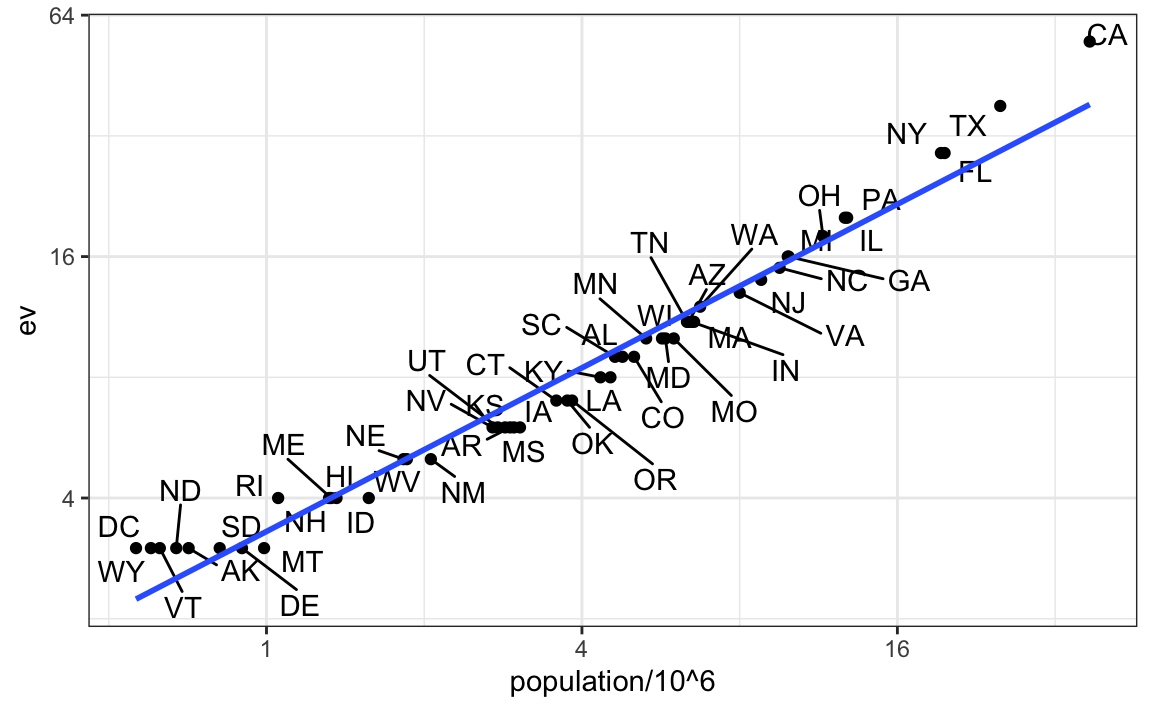 64
CA
NY
TX
FL
OH
PA
MI
IL
16
TN
WA
AZ
NC
GA
MN
NJ
WI
SC
AL
MA
VA
UT
CT
KY
MD
IN
NV
KS
IA
LA
CO
MO
ME
NE
AR
MS
OK
ND
RI
HI
WV
NM
OR
4
DC
SD
NH
ID
WY
AK
MT
VT
DE
ev
1
4
16
population/10^6